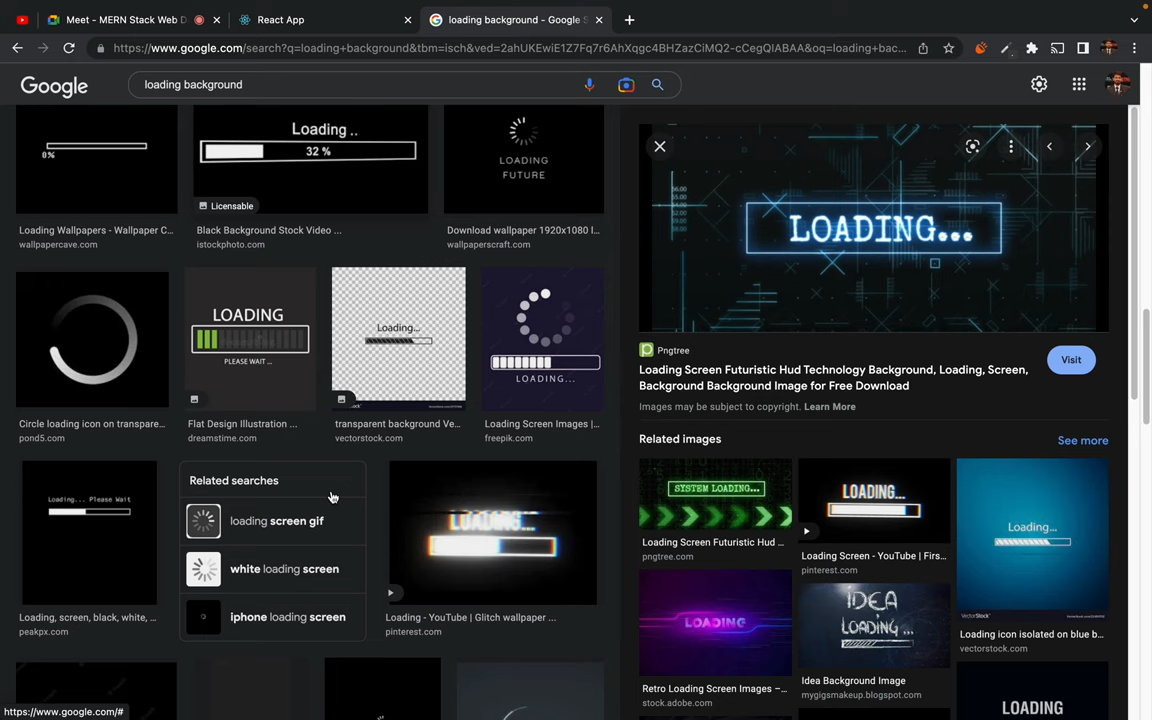 Meet - MERN Stack Web D
React App
loading background - Google S
https://www.google.com/search?q=loading+background&tbm=isch&ved=2ahUKEwiE1Z7Fq7r6AhXqgc4BHZazCiMQ2-cCegQIABAA&oq=loading+bac...
Google
loading background
0%
Loading ..
32 %
LOADING
FUTURE
Licensable
Loading Wallpapers - Wallpaper C...
wallpapercave.com
Black Background Stock Video ...
istockphoto.com
Download wallpaper 1920x1080 l...
wallpaperscraft.com
LOADING
PLEASE WAIT ...
Loading...
LOADING...
Circle loading icon on transpare...
pond5.com
Flat Design Illustration ...
dreamstime.com
transparent background Ve...
vectorstock.com
Loading Screen Images |...
freepik.com
Loading... Please Wait
Related searches
loading screen gif
white loading screen
iphone loading screen
LOADING
Loading, screen, black, white, ...
peakpx.com
Loading - YouTube | Glitch wallpaper ...
pinterest.com
LOADING...
Pngtree
Visit
Loading Screen Futuristic Hud Technology Background, Loading, Screen,
Background Background Image for Free Download
Images may be subject to copyright. Learn More
Related images
See more
SYSTEM LOADING...
LOADING...
Loading...
VectorStock
Loading Screen Futuristic Hud ...
pngtree.com
Loading Screen - YouTube | Firs...
pinterest.com
LOADING
IDEA
LOADING...
Loading icon isolated on blue b...
vectorstock.com
Retro Loading Screen Images –...
stock.adobe.com
Idea Background Image
mygigsmakeup.blogspot.com
LOADING
https://www.google.com/#